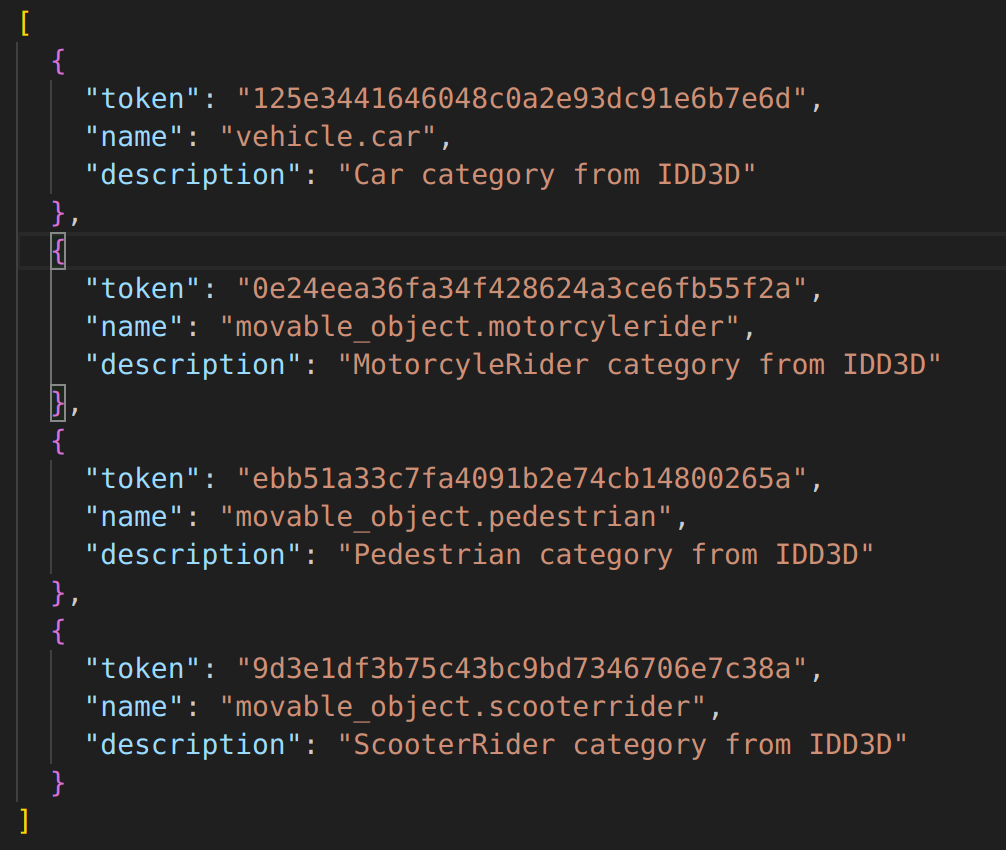 [
{
"token": "125e3441646048c0a2e93dc91e6b7e6d",
"name": "vehicle.car",
"description": "Car category from IDD3D"
},
{
"token": "0e24eea36fa34f428624a3ce6fb55f2a",
"name": "movable_object.motorcylerider",
"description": "MotorcyleRider category from IDD3D"
},
{
"token": "ebb51a33c7fa4091b2e74cb14800265a",
"name": "movable_object.pedestrian",
"description": "Pedestrian category from IDD3D"
},
{
"token": "9d3e1df3b75c43bc9bd7346706e7c38a",
"name": "movable_object.scooterrider",
"description": "ScooterRider category from IDD3D"
}
]